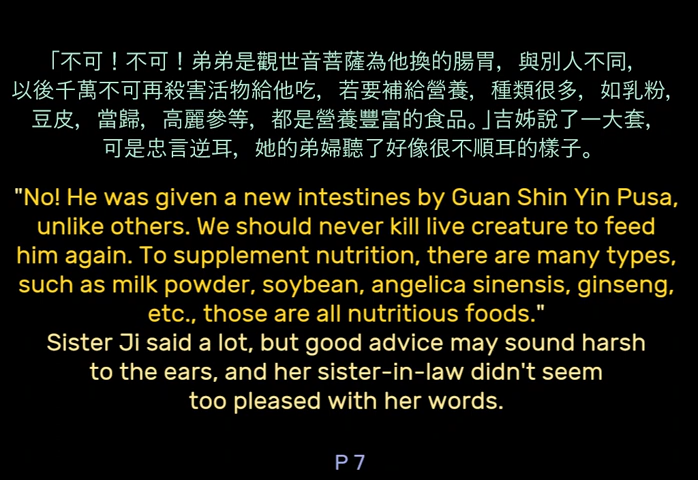 「不可！不可！弟弟是觀世音菩薩為他換的腸胃，與別人不同，
以後千萬不可再殺害活物給他吃，若要補給營養，種類很多，如乳粉，
豆皮，當歸，高麗參等，都是營養豐富的食品。」吉姊說了一大套，
可是忠言逆耳，她的弟婦聽了好像很不順耳的樣子。
"No! He was given a new intestines by Guan Shin Yin Pusa,
unlike others. We should never kill live creature to feed
him again. To supplement nutrition, there are many types,
such as milk powder, soybean, angelica sinensis, ginseng,
etc., those are all nutritious foods."
Sister Ji said a lot, but good advice may sound harsh
to the ears, and her sister-in-law didn't seem
too pleased with her words.
P 7